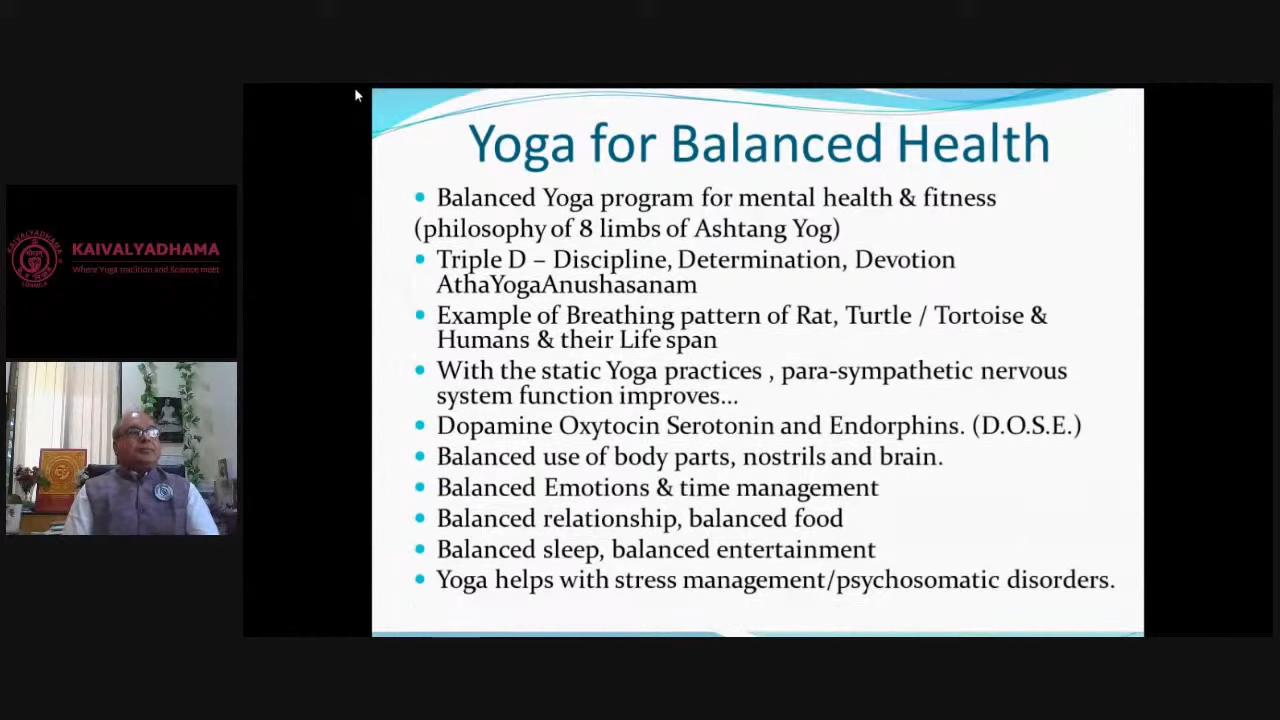 KAIVALYADHAMA
Where Yoga tradition and Science meet
Yoga for Balanced Health
• Balanced Yoga program for mental health & fitness
(philosophy of 8 limbs of Ashtang Yog)
• Triple D – Discipline, Determination, Devotion
AthaYogaAnushasanam
• Example of Breathing pattern of Rat, Turtle / Tortoise &
Humans & their Life span
• With the static Yoga practices , para-sympathetic nervous
system function improves...
• Dopamine Oxytocin Serotonin and Endorphins. (D.O.S.E.)
• Balanced use of body parts, nostrils and brain.
• Balanced Emotions & time management
• Balanced relationship, balanced food
• Balanced sleep, balanced entertainment
• Yoga helps with stress management/psychosomatic disorders.